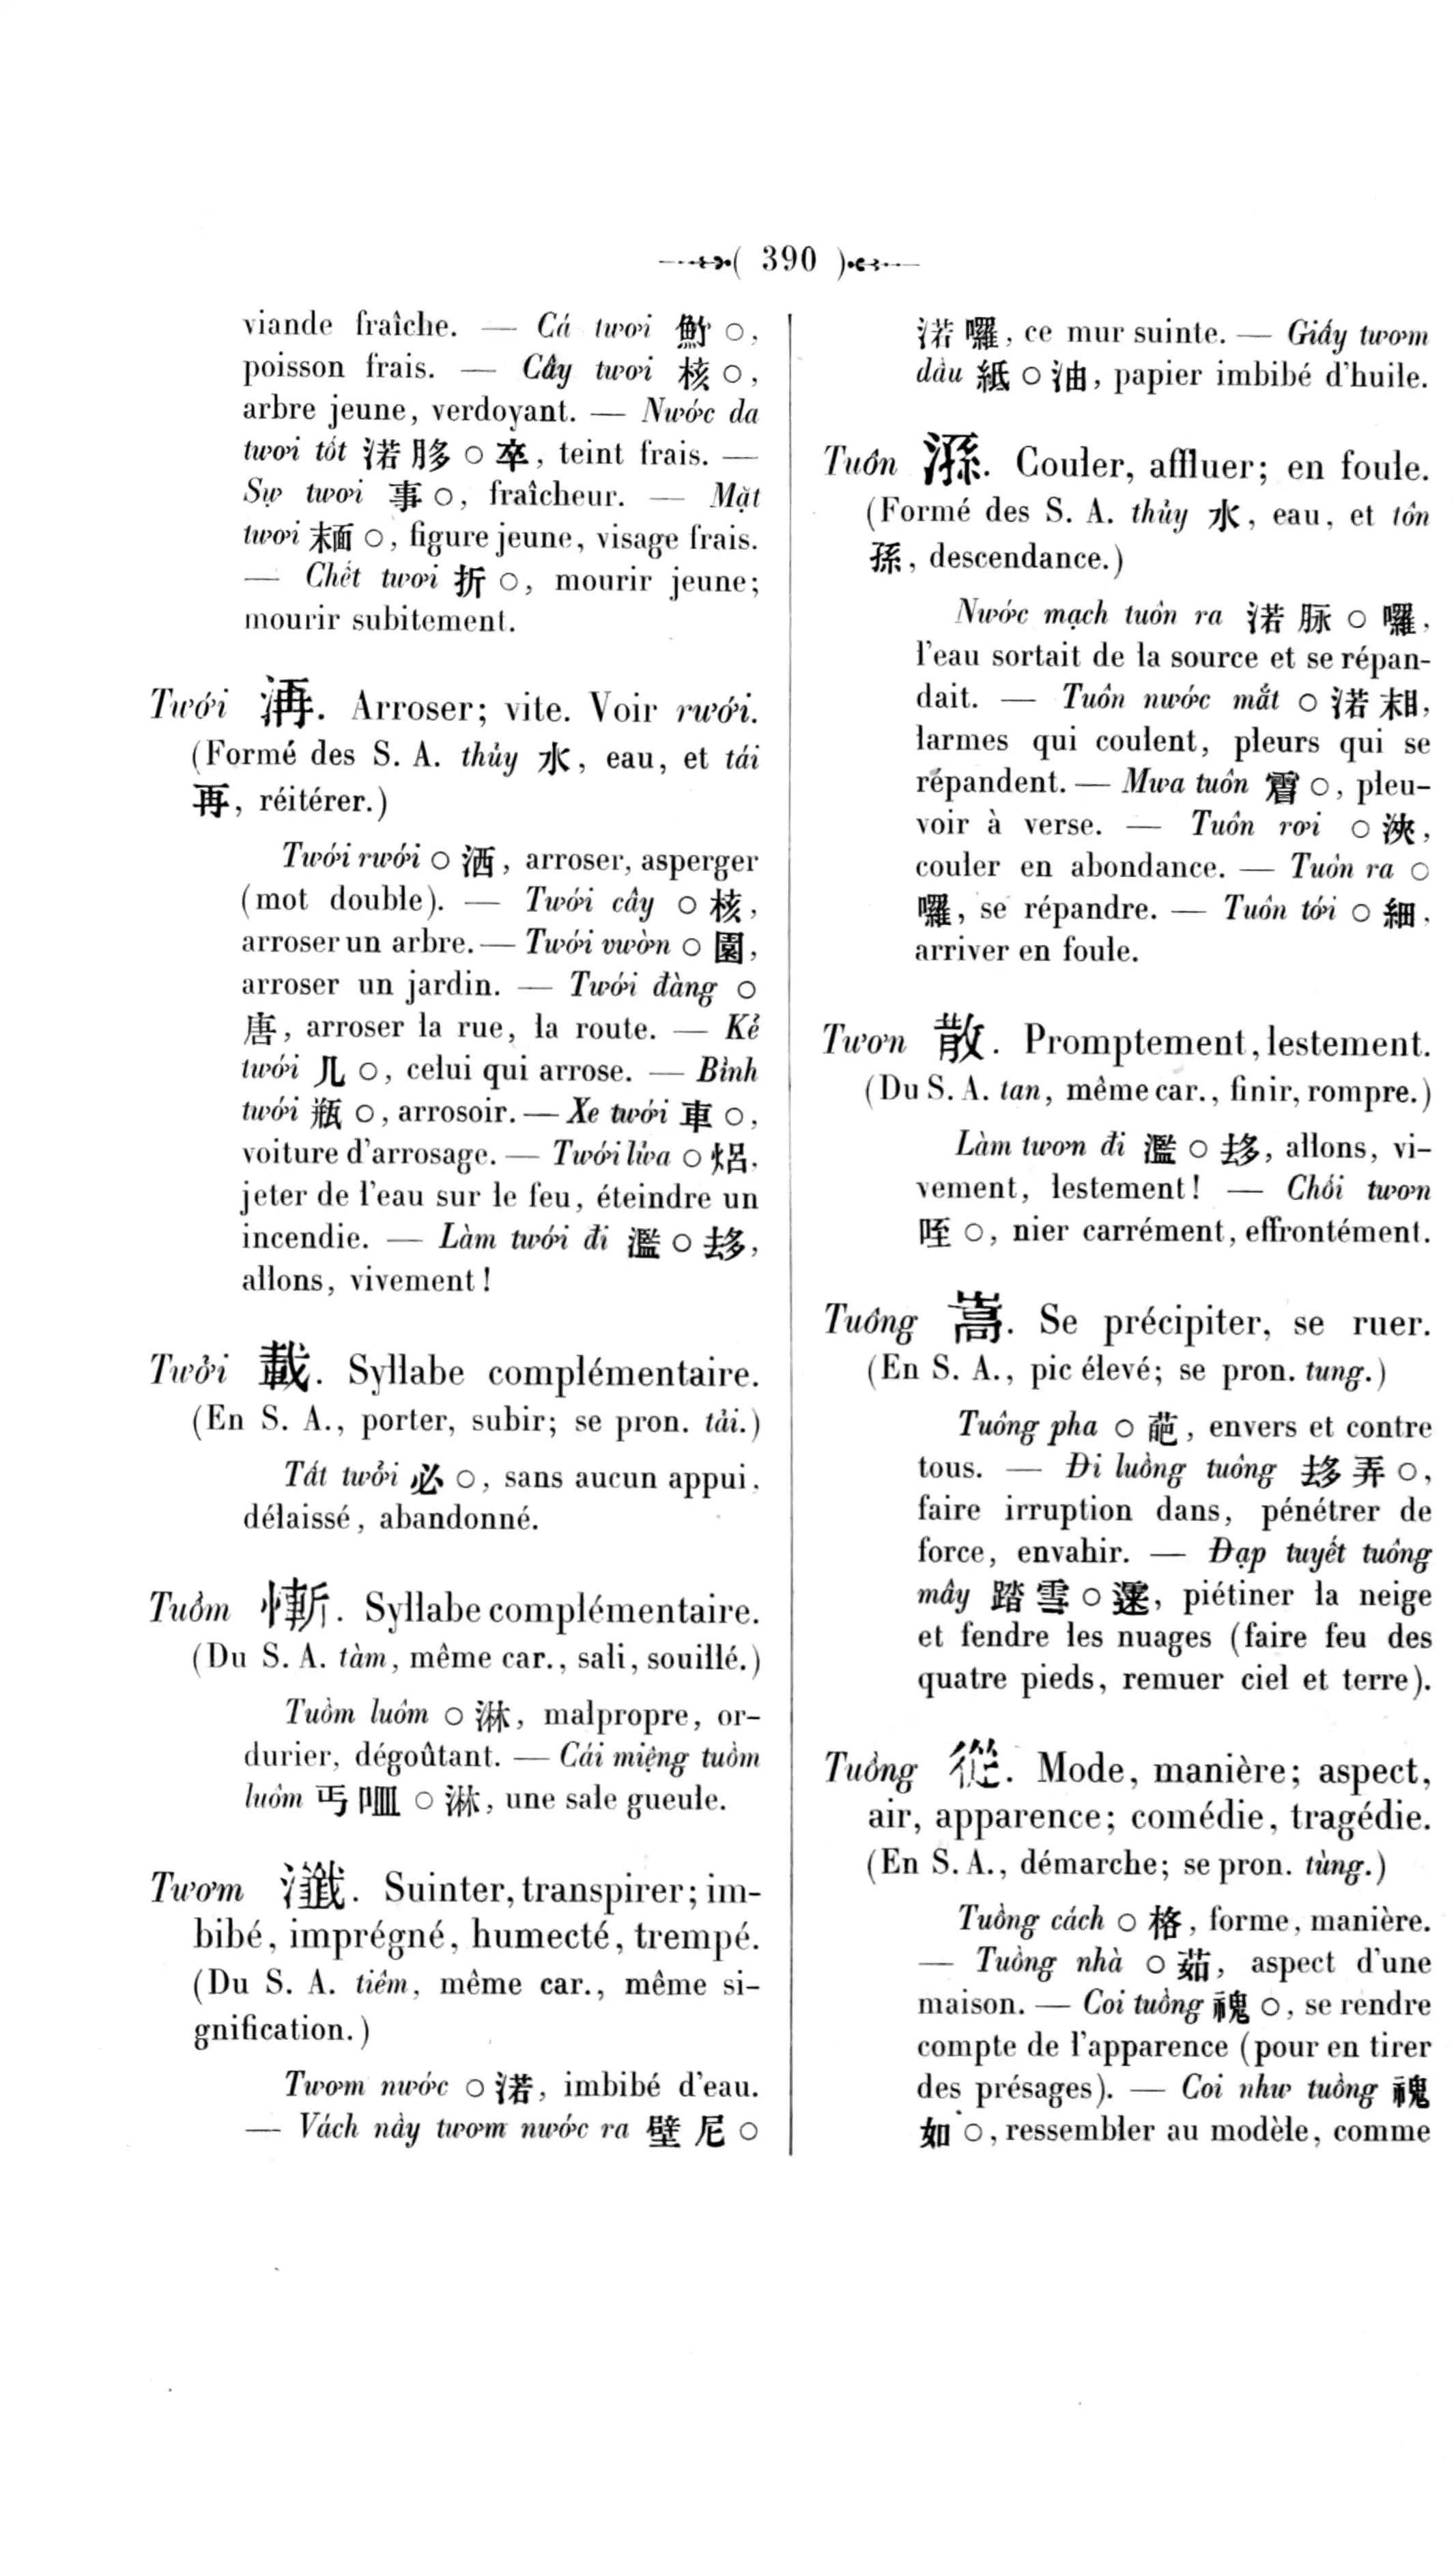 ( 390 )
viande fraîche. — Cá tươi 𩵜 ○,
poisson frais. — Cây tươi 核 ○,
arbre jeune, verdoyant. — Nước da
tươi tốt 渃 ○ 卒, teint frais. —
Sự tươi 事 ○, fraîcheur. — Mặt
tươi ○, figure jeune, visage frais.
— Chết tươi 折 ○, mourir jeune;
mourir subitement.
Tưới 洅. Arroser; vite. Voir rưới.
(Formé des S. A. thủy 水, eau, et tái
再, réitérer.)
Tưới rưới ○ 洒, arroser, asperger
(mot double). — Tưới cây ○ 核,
arroser un arbre. — Tưới vườn ○ 園,
arroser un jardin. — Tưới đàng ○
唐, arroser la rue, la route. — Kẻ
tưới 几 ○, celui qui arrose. — Bình
tưới 瓶 ○, arrosoir. — Xe tưới 車 ○,
voiture d'arrosage. — Tưới lửa ○ 焒,
jeter de l'eau sur le feu, éteindre un
incendie. — Làm tưới đi 濫 ○ 𠫾,
allons, vivement!
Tưởi 載. Syllabe complémentaire.
(En S. A., porter, subir; se pron. tải.)
Tất tưởi 必 ○, sans aucun appui,
délaissé, abandonné.
Tuồm 慚. Syllabe complémentaire.
(Du S. A. tàm, même car., sali, souillé.)
Tuồm luôm ○ 淋, malpropre, or-
durier, dégoûtant. — Cái miệng tuồm
luôm 丐 𠰘 ○ 淋, une sale gueule.
Tươm 瀸. Suinter, transpirer; im-
bibé, imprégné, humecté, trempé.
(Du S. A. tiêm, même car., même si-
gnification.)
Tươm nước ○ 渃, imbibé d'eau.
— Vách nầy tươm nước ra 壁 尼 ○
渃 囉, ce mur suinte. — Giấy tươm
dầu 紙 ○ 油, papier imbibé d'huile.
Tuôn 㵍. Couler, affluer; en foule.
(Formé des S. A. thủy 水, eau, et tôn
孫, descendance.)
Nước mạch tuôn ra 渃 脉 ○ 囉,
l'eau sortait de la source et se répan-
dait. — Tuôn nước mắt ○ 渃 眜,
larmes qui coulent, pleurs qui se
répandent. — Mưa tuôn ○, pleu-
voir à verse. — Tuôn rơi ○ 浹,
couler en abondance. — Tuôn ra ○
囉, se répandre. — Tuôn tới ○ 細,
arriver en foule.
Tươn 散. Promptement, lestement.
(Du S. A. tan, même car., finir, rompre.)
Làm tươn đi 濫 ○ 𠫾, allons, vi-
vement, lestement! — Chối tươn
咥 ○, nier carrément, effrontément.
Tuông 嵩. Se précipiter, se ruer.
(En S. A., pic élevé; se pron. tung.)
Tuông pha ○ 葩, envers et contre
tous. — Đi luồng tuông 𠫾 弄 ○,
faire irruption dans, pénétrer de
force, envahir. — Đạp tuyết tuông
mây 踏 雪 ○ , piétiner la neige
et fendre les nuages (faire feu des
quatre pieds, remuer ciel et terre).
Tuồng 從. Mode, manière; aspect,
air, apparence; comédie, tragédie.
(En S. A., démarche; se pron. tùng.)
Tuồng cách ○ 格, forme, manière.
— Tuồng nhà ○ 茹, aspect d'une
maison. — Coi tuồng ○, se rendre
compte de l'apparence (pour en tirer
des présages). — Coi như tuồng
如 ○, ressembler au modèle, comme